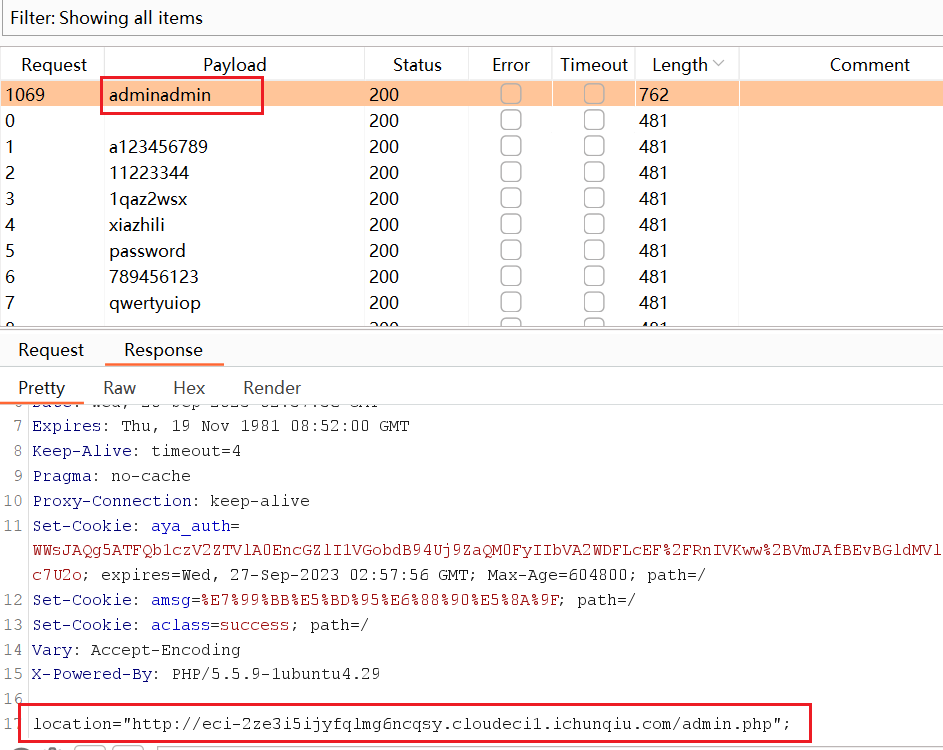 Filter: Showing all items
Request Payload Status Error Timeout Length Comment
1069 adminadmin 200 762
0 200 481
1 a123456789 200 481
2 11223344 200 481
3 1qaz2wsx 200 481
4 xiazhili 200 481
5 password 200 481
6 789456123 200 481
7 qwertyuiop 200 481
Request Response
Pretty Raw Hex Render
7 Expires: Thu, 19 Nov 1981 08:52:00 GMT
8 Keep-Alive: timeout=4
9 Pragma: no-cache
10 Proxy-Connection: keep-alive
11 Set-Cookie: aya_auth=
WWsJAQg5ATFQb1czV2ZTVlA0EncGZlI1VGobdB94Uj9ZaQM0FyIIbVA2WDFLcEF%2FRnIVKww%2BVmJAfBEvBGldMVl
c7U2o; expires=Wed, 27-Sep-2023 02:57:56 GMT; Max-Age=604800; path=/
12 Set-Cookie: amsg=%E7%99%BB%E5%BD%95%E6%88%90%E5%8A%9F; path=/
13 Set-Cookie: aclass=success; path=/
14 Vary: Accept-Encoding
15 X-Powered-By: PHP/5.5.9-1ubuntu4.29
16
17 location="http://eci-2ze3i5ijyfqlmg6ncqsy.cloudeci1.ichunqiu.com/admin.php";